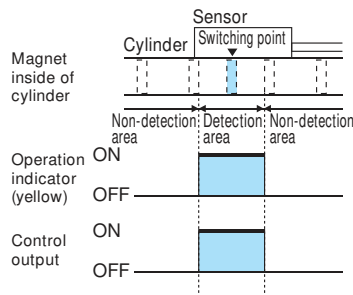 Sensor
Cylinder
Switching point
Magnet
inside of
cylinder
Non-detection
area
Detection
area
Non-detection
area
Operation
indicator
(yellow)
ON
OFF
Control
output
ON
OFF